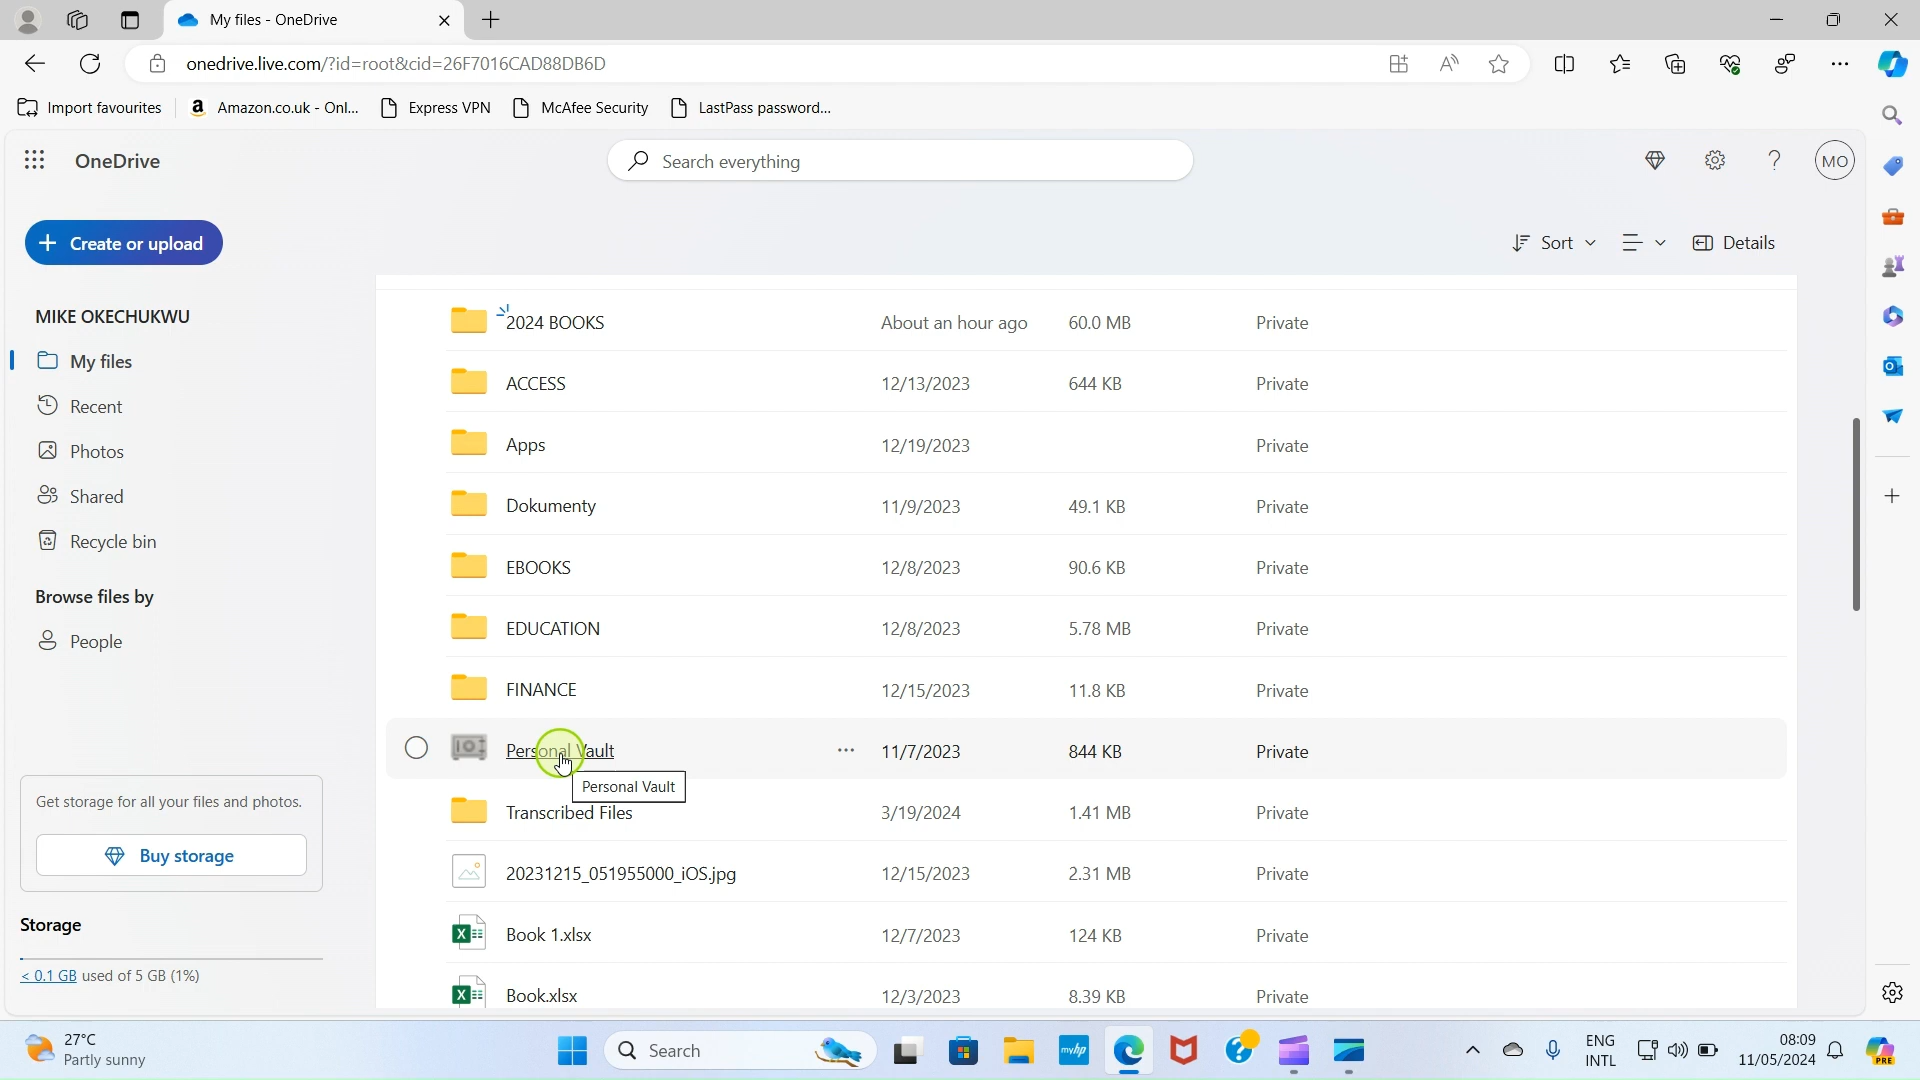 My files - OneDrive
onedrive.live.com/?id=root&cid=26F7016CAD88DB6D
Import favourites
a Amazon.co.uk - Onl...
Express VPN
McAfee Security
LastPass password...
OneDrive
Search everything
MO
Create or upload
Sort
Details
MIKE OKECHUKWU
My files
Recent
Photos
Shared
Recycle bin
Browse files by
People
Get storage for all your files and photos.
Buy storage
Storage
< 0.1 GB used of 5 GB (1%)
2024 BOOKS About an hour ago 60.0 MB Private
ACCESS 12/13/2023 644 KB Private
Apps 12/19/2023 Private
Dokumenty 11/9/2023 49.1 KB Private
EBOOKS 12/8/2023 90.6 KB Private
EDUCATION 12/8/2023 5.78 MB Private
FINANCE 12/15/2023 11.8 KB Private
Personal Vault 11/7/2023 844 KB Private
Personal Vault
Transcribed Files 3/19/2024 1.41 MB Private
20231215_051955000_iOS.jpg 12/15/2023 2.31 MB Private
Book 1.xlsx 12/7/2023 124 KB Private
Book.xlsx 12/3/2023 8.39 KB Private
27°C
Partly sunny
Search
myhp
ENG
INTL
08:09
11/05/2024
PRE